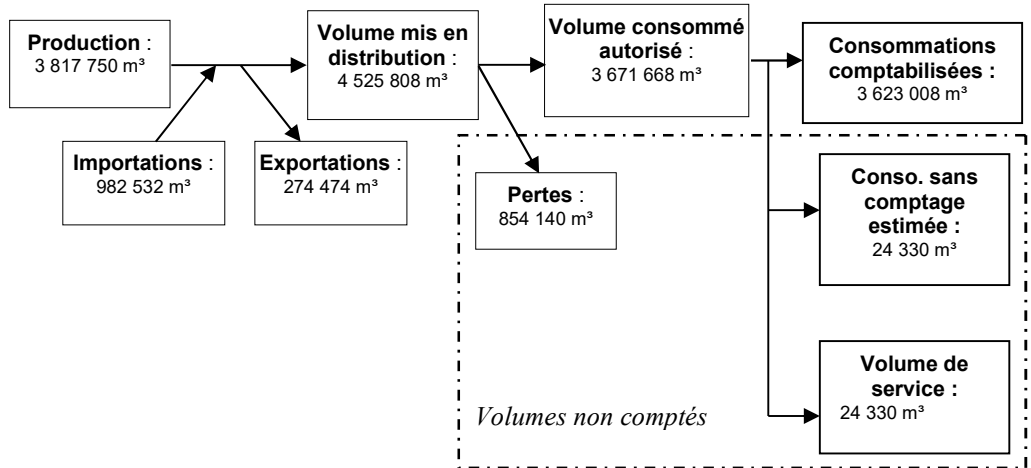 Production :
3 817 750 m³
Volume mis en
distribution :
4 525 808 m³
Volume consommé
autorisé :
3 671 668 m³
Consommations
comptabilisées :
3 623 008 m³
Importations :
982 532 m³
Exportations :
274 474 m³
Pertes :
854 140 m³
Conso. sans
comptage
estimée :
24 330 m³
Volume de
service :
24 330 m³
Volumes non comptés